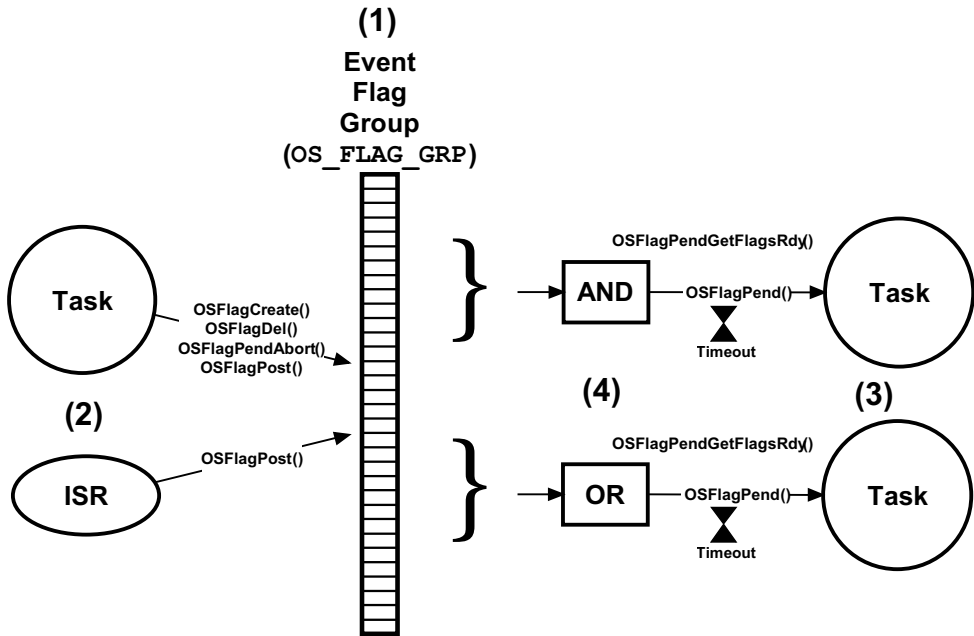 (1)
Event
Flag
Group
(OS_FLAG_GRP)
Task
OSFlagCreate()
OSFlagDel()
OSFlagPendAbort()
OSFlagPost()
(2)
ISR
OSFlagPost()
}
OSFlagPendGetFlagsRdy()
AND
OSFlagPend()
Timeout
Task
(4)
(3)
}
OSFlagPendGetFlagsRdy()
OR
OSFlagPend()
Timeout
Task